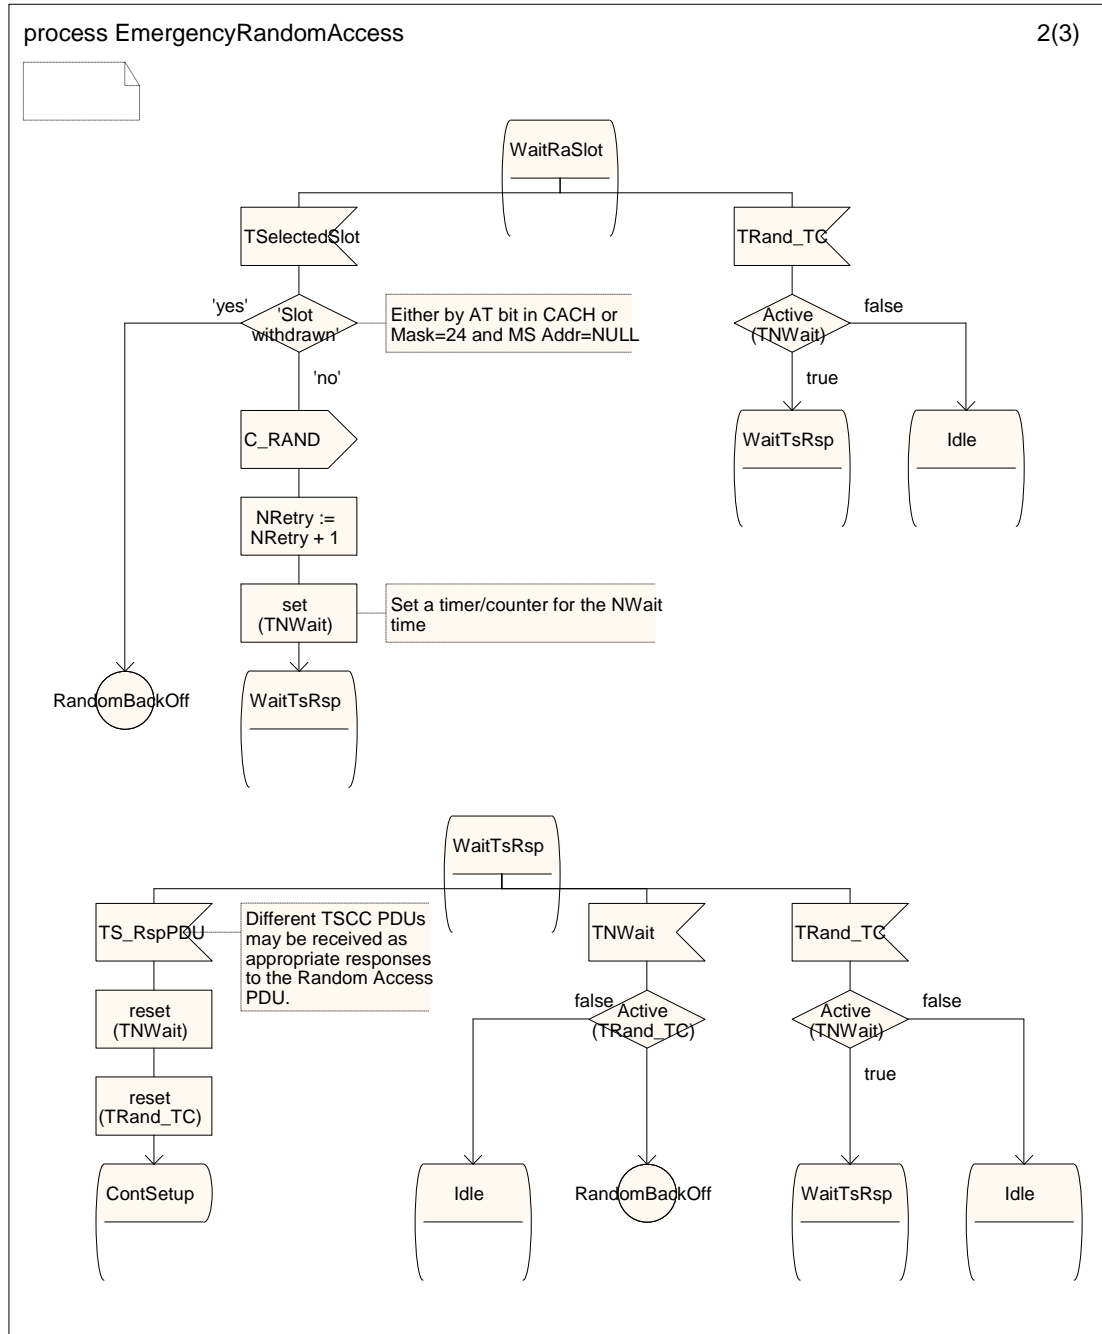 process EmergencyRandomAccess
2(3)
WaitRaSlot
TSelectedSlot
TRand_TC
'yes'
'Slot
withdrawn'
Either by AT bit in CACH or
Mask=24 and MS Addr=NULL
Active
(TNWait)
false
'no'
true
C_RAND
WaitTsRsp
Idle
NRetry :=
NRetry + 1
set
(TNWait)
Set a timer/counter for the NWait
time
RandomBackOff
WaitTsRsp
WaitTsRsp
TS_RspPDU
Different TSCC PDUs
may be received as
appropriate responses
to the Random Access
PDU.
TNWait
TRand_TC
reset
(TNWait)
false
Active
(TRand_TC)
Active
(TNWait)
false
true
reset
(TRand_TC)
ContSetup
Idle
RandomBackOff
WaitTsRsp
Idle